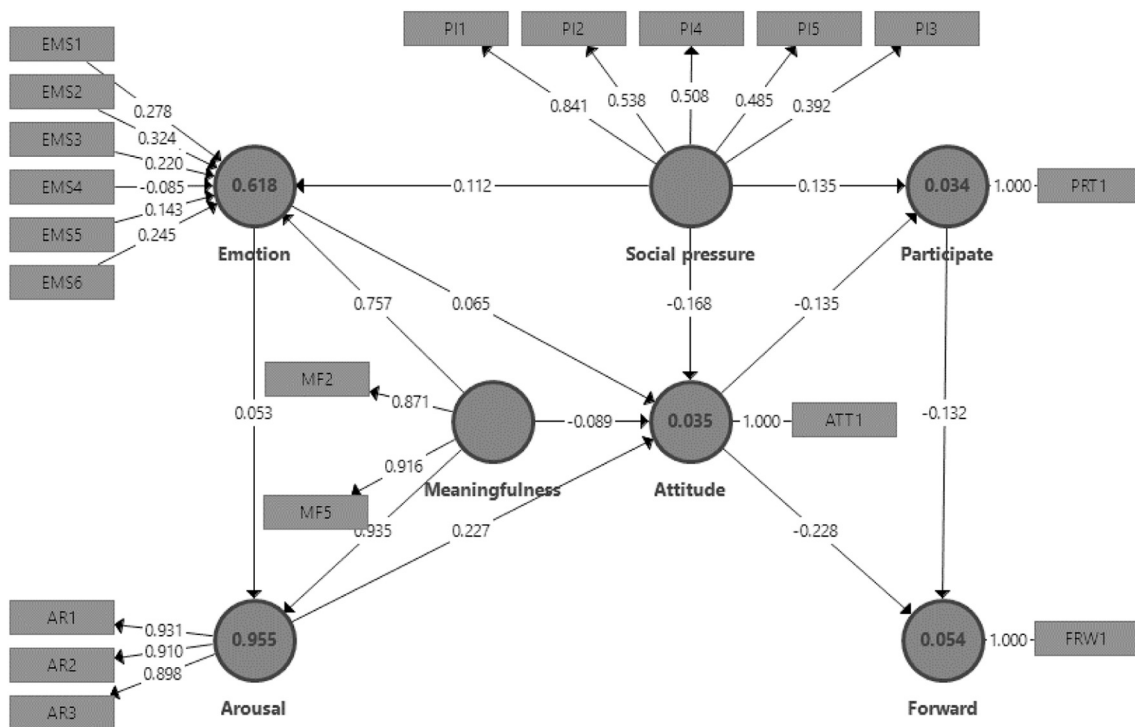 EMS1
EMS2
EMS3
EMS4
EMS5
EMS6
0.278
0.324
0.220
-0.085
0.143
0.245
PI1
PI2
PI4
PI5
PI3
0.841
0.538
0.508
0.485
0.392
0.618
Emotion
0.112
Social pressure
0.135
0.034
Participate
1.000
PRT1
0.757
0.065
-0.168
-0.135
0.053
-0.132
MF2
0.871
MF5
0.916
Meaningfulness
-0.089
0.035
Attitude
1.000
ATT1
0.935
0.227
-0.228
AR1
AR2
AR3
0.931
0.910
0.898
0.955
Arousal
0.054
Forward
1.000
FRW1